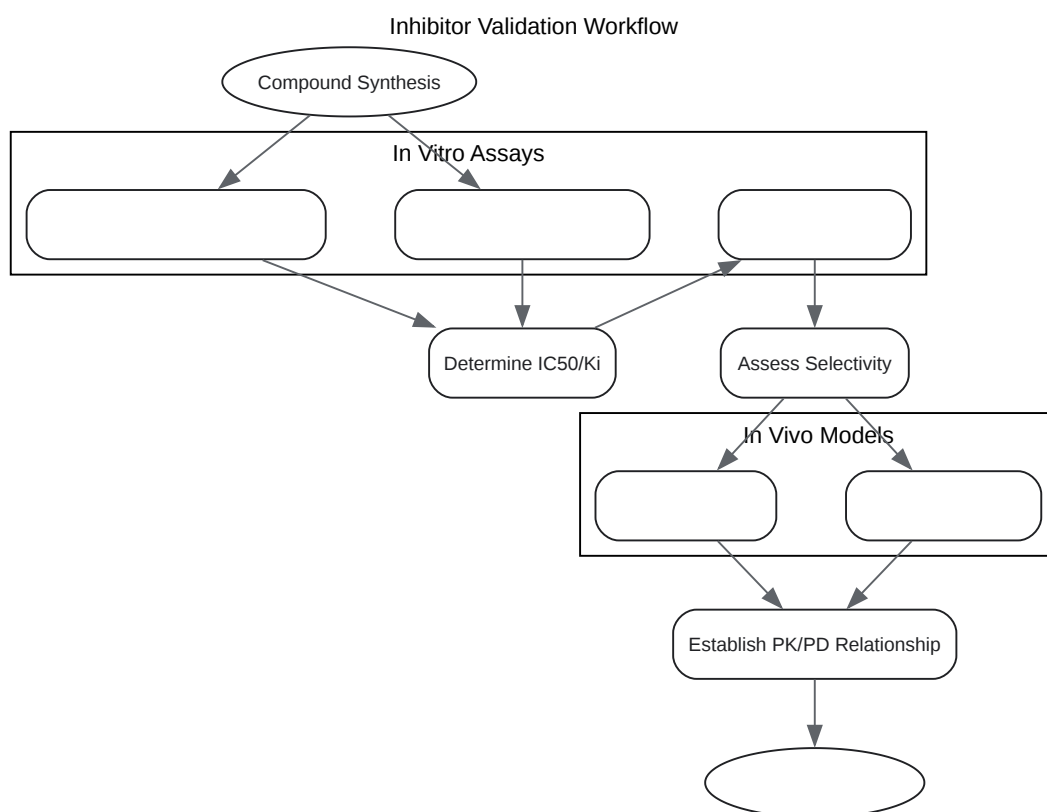 Inhibitor Validation Workflow
Compound Synthesis
In Vitro Assays
Determine IC50/Ki
Assess Selectivity
In Vivo Models
Establish PK/PD Relationship